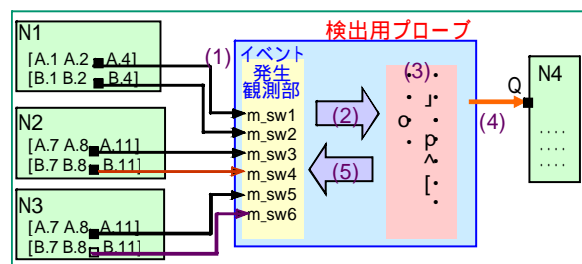 検出用プローブ
N1
[A.1 A.2 A.4]
[B.1 B.2 B.4]
(1)
イベント
発生
観測部
m_sw1
m_sw2
m_sw3
m_sw4
m_sw5
m_sw6
N2
[A.7 A.8 A.11]
[B.7 B.8 B.11]
N3
[A.7 A.8 A.11]
[B.7 B.8 B.11]
(2)
(5)
(3)
(4)
Q
N4